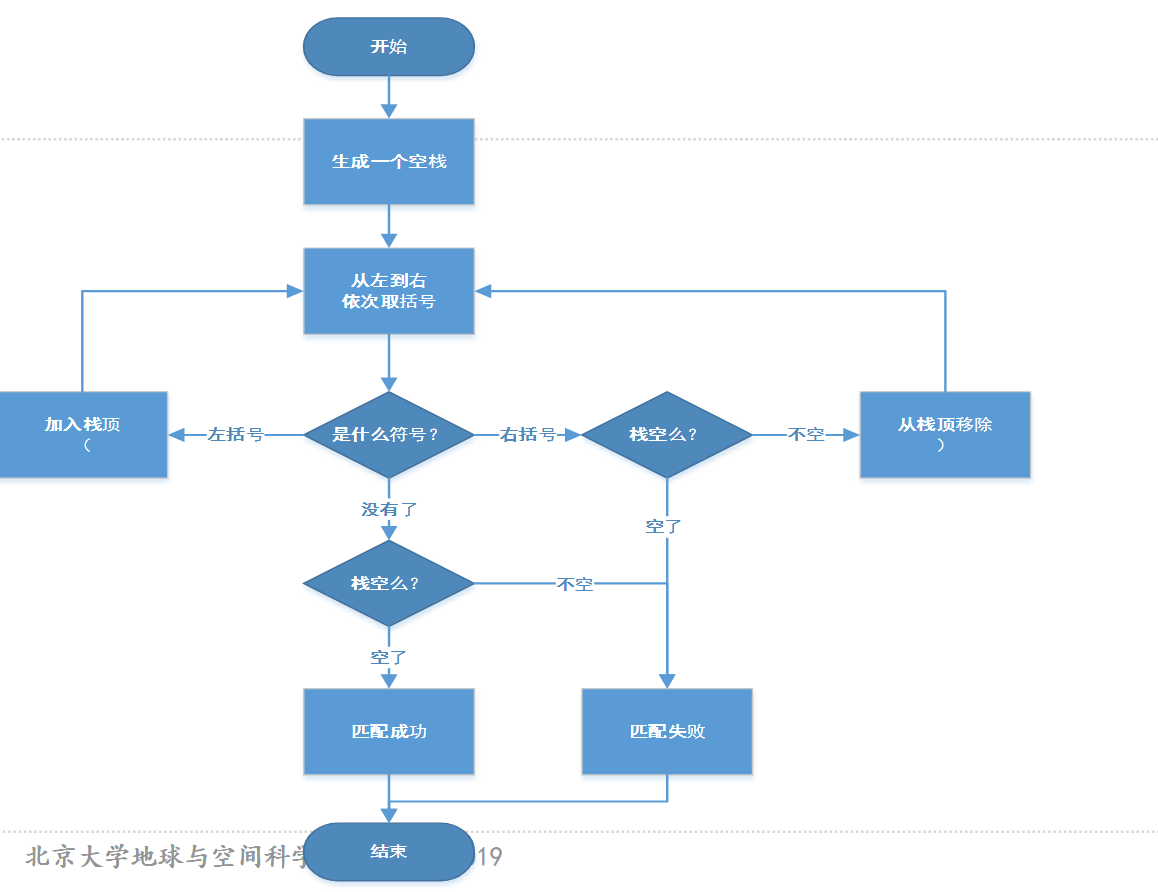 开始
生成一个空栈
从左到右
依次取括号
加入栈顶
（
左括号
是什么符号？
右括号
栈空么？
不空
从栈顶移除
）
没有了
空了
栈空么？
不空
空了
匹配成功
匹配失败
结束
北京大学地球与空间科学
19